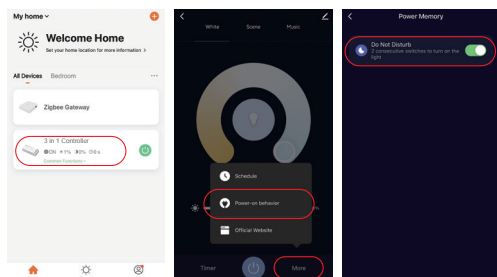 My home
Welcome Home
Set your home location for more information >
All Devices Bedroom
Zigbee Gateway
3 in 1 Controller
Common Functions
White Scene Music
Schedule
Power-on behavior
Official Website
Timer More
Power Memory
Do Not Disturb
2 consecutive switches to turn on the
light